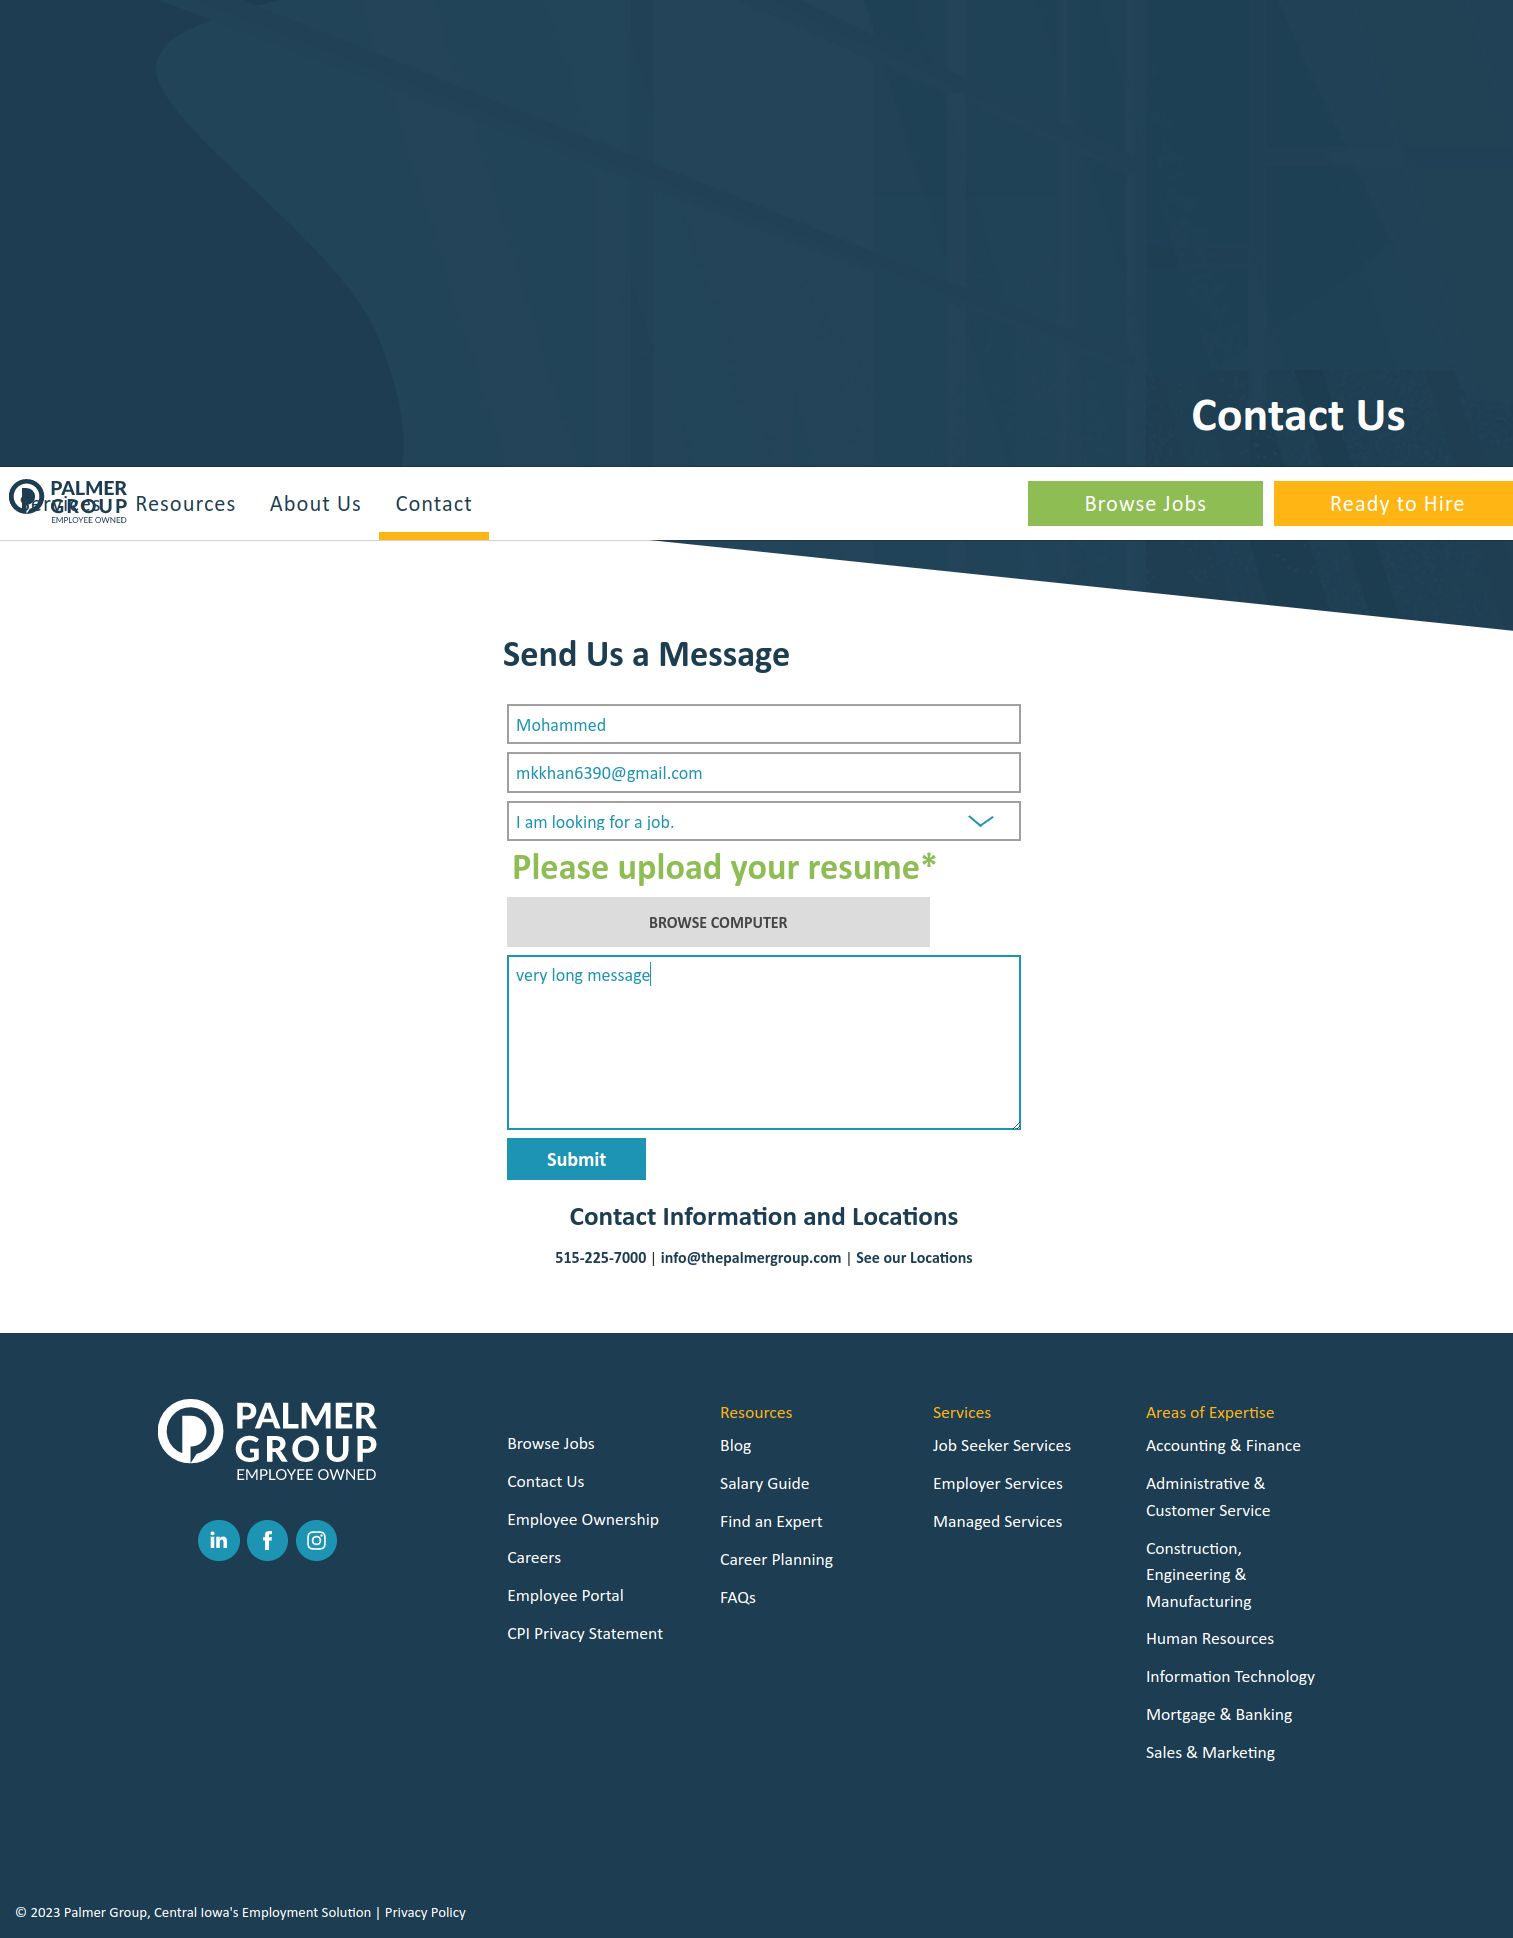 Contact Us
PALMER
GROUP
EMPLOYEE OWNED
Services Resources About Us Contact Browse Jobs Ready to Hire
Send Us a Message
Mohammed
mkkhan6390@gmail.com
I am looking for a job.
Please upload your resume*
BROWSE COMPUTER
very long message
Submit
Contact Information and Locations
515-225-7000 | info@thepalmergroup.com | See our Locations
PALMER
GROUP
EMPLOYEE OWNED
in f
Browse Jobs
Contact Us
Employee Ownership
Careers
Employee Portal
CPI Privacy Statement
Resources
Blog
Salary Guide
Find an Expert
Career Planning
FAQs
Services
Job Seeker Services
Employer Services
Managed Services
Areas of Expertise
Accounting & Finance
Administrative &
Customer Service
Construction,
Engineering &
Manufacturing
Human Resources
Information Technology
Mortgage & Banking
Sales & Marketing
© 2023 Palmer Group, Central Iowa's Employment Solution | Privacy Policy